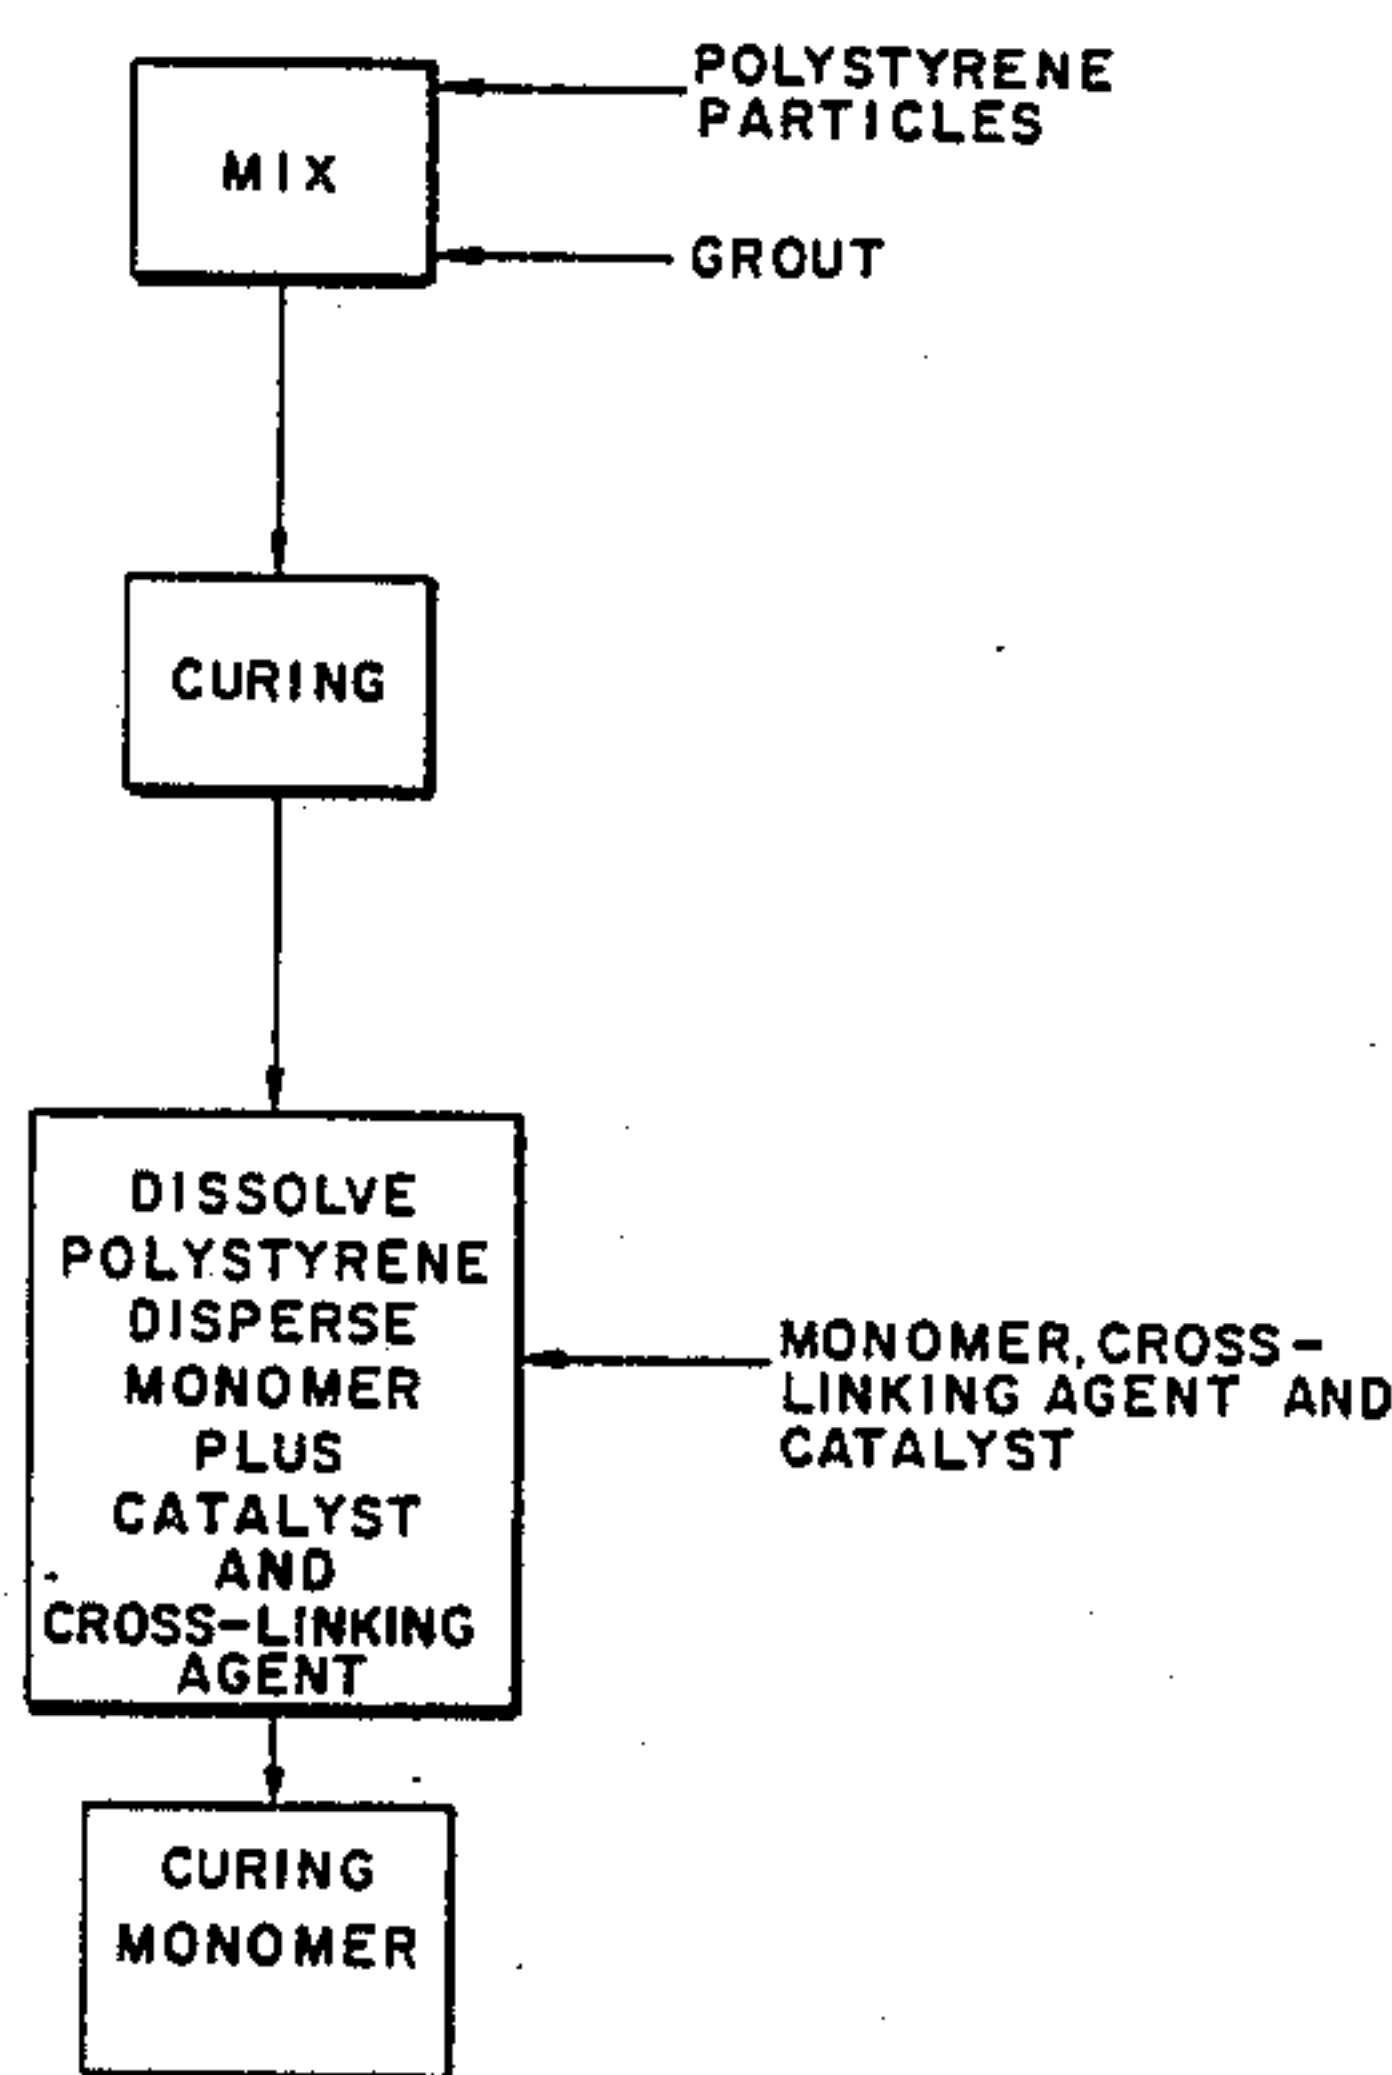 POLYSTYRENE
PARTICLES
MIX
GROUT
CURING
DISSOLVE
POLYSTYRENE
DISPERSE
MONOMER
PLUS
CATALYST
AND
CROSS-LINKING
AGENT
MONOMER, CROSS-
LINKING AGENT AND
CATALYST
CURING
MONOMER